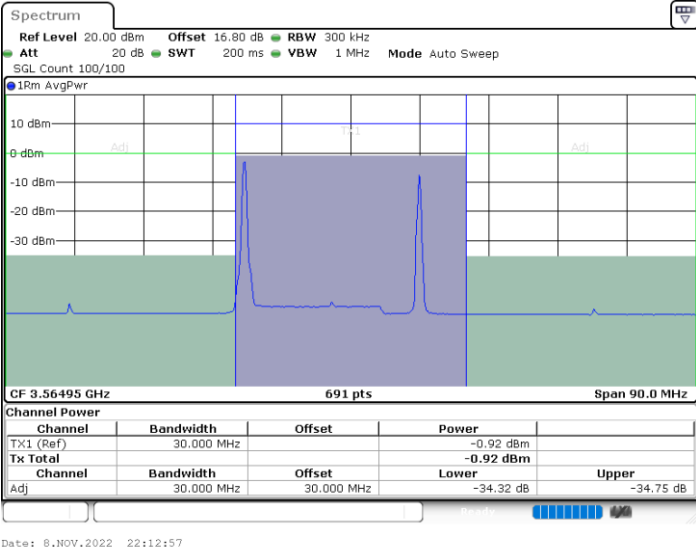 Spectrum
Ref Level 20.00 dBm Offset 16.80 dB RBW 300 kHz
Att 20 dB SWT 200 ms VBW 1 MHz Mode Auto Sweep
SGL Count 100/100
1Rm AvgPwr
10 dBm
TX1
Adj
Adj
0 dBm
-10 dBm
-20 dBm
-30 dBm
CF 3.56495 GHz 691 pts Span 90.0 MHz
Channel Power
Channel Bandwidth Offset Power
TX1 (Ref) 30.000 MHz -0.92 dBm
Tx Total -0.92 dBm
Channel Bandwidth Offset Lower Upper
Adj 30.000 MHz 30.000 MHz -34.32 dB -34.75 dB
Ready
Date: 8.NOV.2022 22:12:57